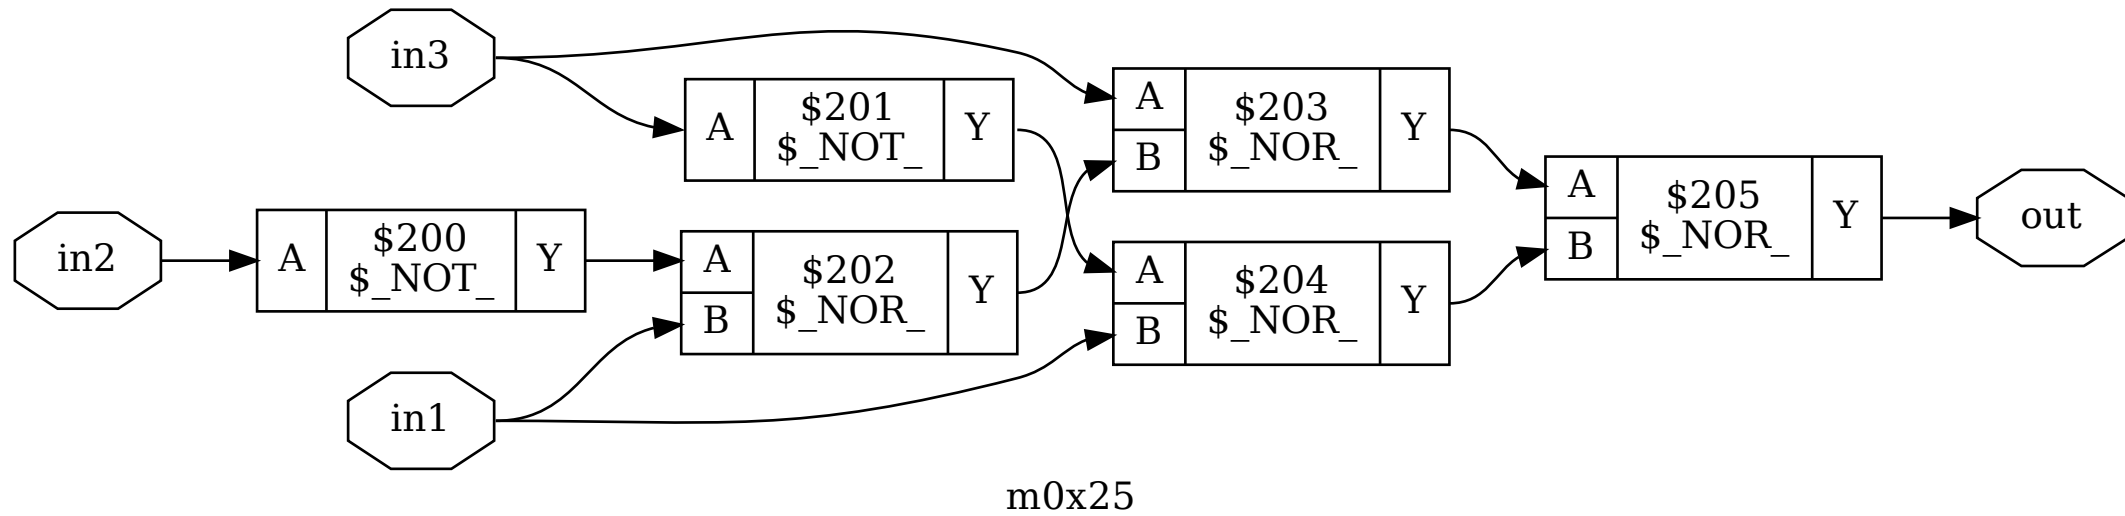 in3
A
$201
$_NOT_
Y
A
B
$203
$_NOR_
Y
in2
A
$200
$_NOT_
Y
A
B
$202
$_NOR_
Y
A
B
$204
$_NOR_
Y
A
B
$205
$_NOR_
Y
out
in1
m0x25